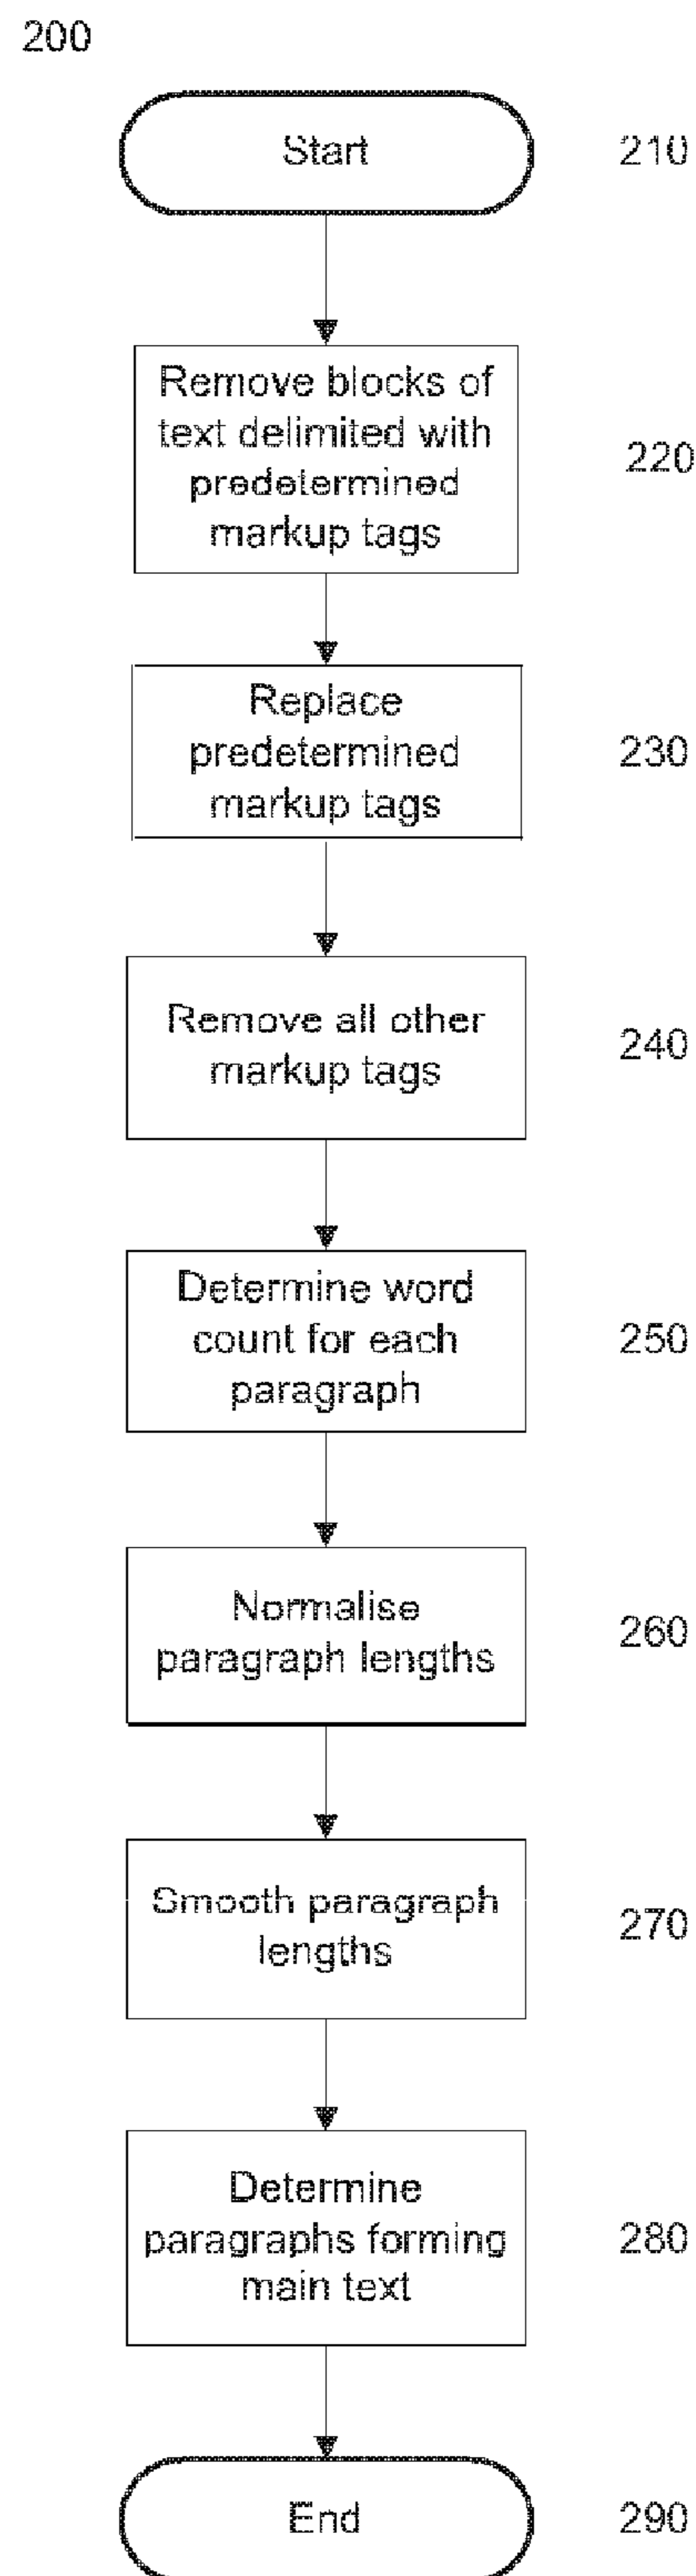 200
Start
210
Remove blocks of
text delimited with
predetermined
markup tags
220
Replace
predetermined
markup tags
230
Remove all other
markup tags
240
Determine word
count for each
paragraph
250
Normalise
paragraph lengths
260
Smooth paragraph
lengths
270
Determine
paragraphs forming
main text
280
End
290